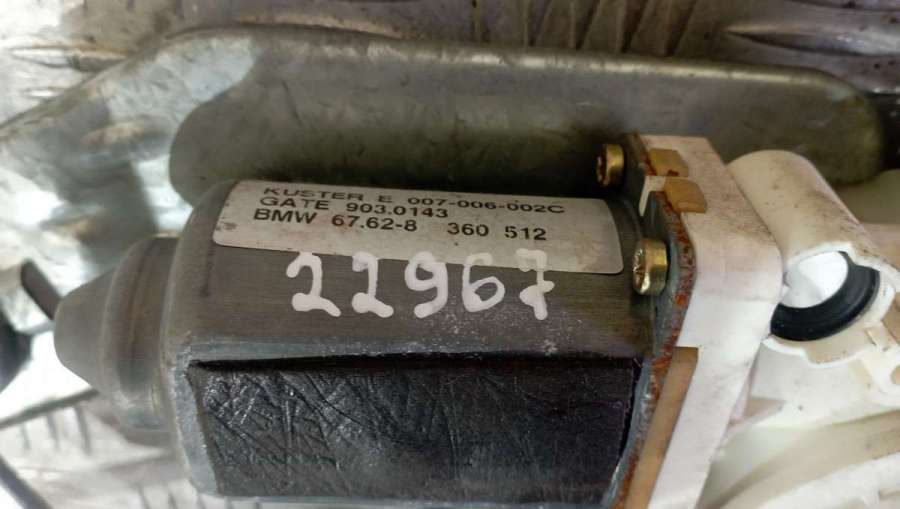 KUSTER E 007-006-002C
GATE 903.0143
BMW 67.62-8 360 512
22967